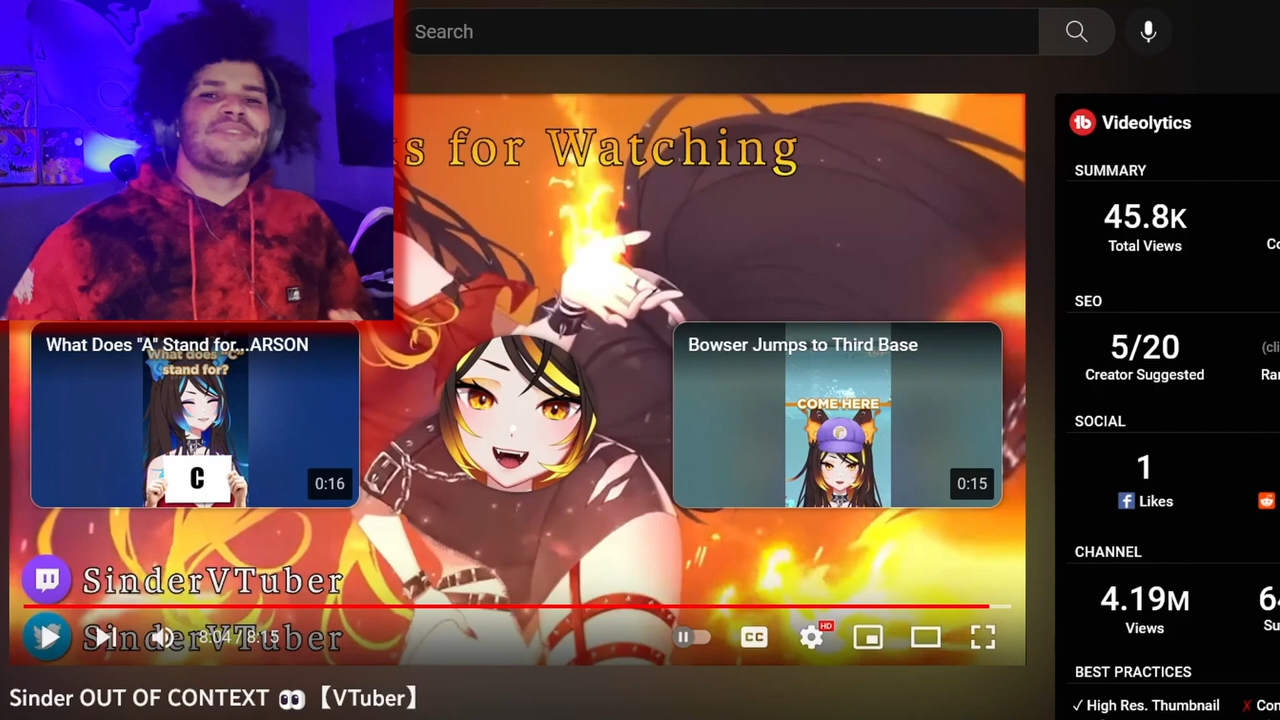 Search
s for Watching
Videolytics
SUMMARY
45.8K
Total Views
SEO
5/20
Creator Suggested
SOCIAL
1
Likes
CHANNEL
4.19M
Views
BEST PRACTICES
✓ High Res. Thumbnail
What Does "A" Stand for...ARSON
What does "C"
stand for?
C
0:16
Bowser Jumps to Third Base
COME HERE
0:15
SinderVTuber
SinderVTuber
8:04 / 8:15
CC
HD
Sinder OUT OF CONTEXT 👀【VTuber】